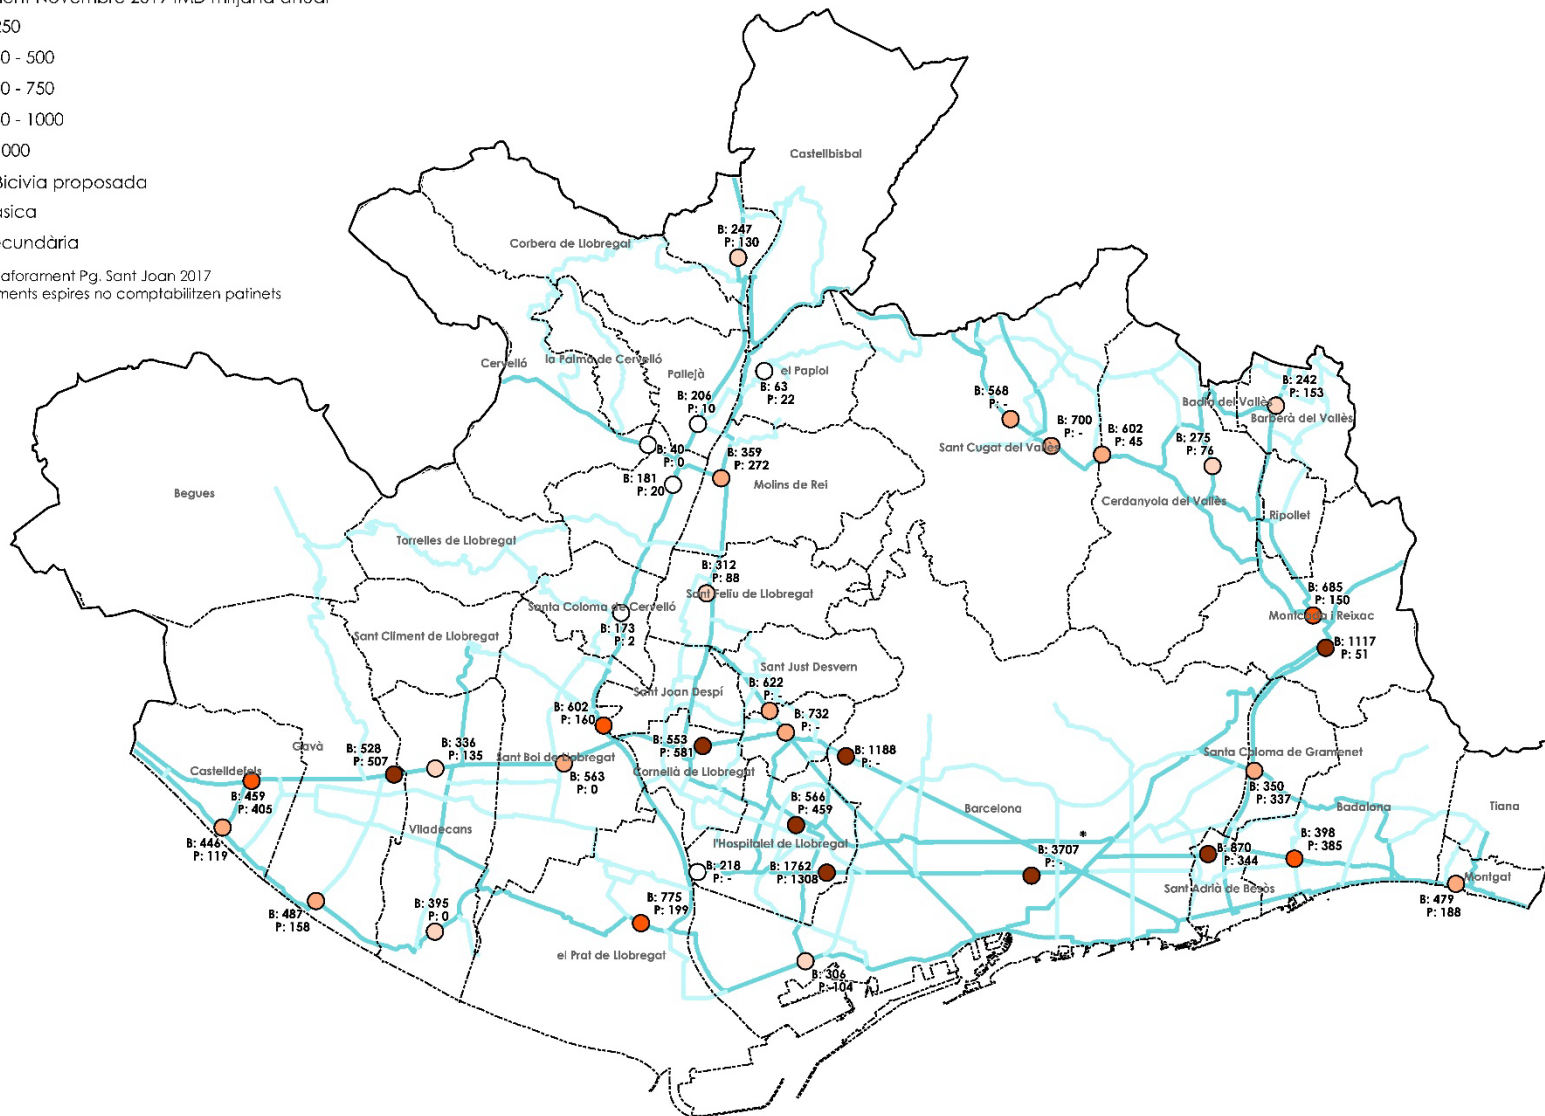 Novembre 2019 IMD mitjana anual
250
0 - 500
0 - 750
0 - 1000
000
Bicivia proposada
àsica
ecundària
aforament Pg. Sant Joan 2017
ments espires no comptabilitzen patinets
Castellbisbal
B: 247
P: 130
Corbera de Llobregat
Cervelló
la Palma de Cervelló
Pallejà
el Papiol
B: 63
P: 22
B: 206
P: 10
B: 40
P: 0
B: 359
P: 272
B: 181
P: 20
Molins de Rei
B: 568
P: -
B: 700
P: -
Sant Cugat del Vallès
B: 602
P: 45
B: 275
P: 76
B: 242
P: 153
Badia del Vallès
Barberà del Vallès
Cerdanyola del Vallès
Ripollet
Begues
Torrelles de Llobregat
B: 312
P: 88
Sant Feliu de Llobregat
B: 685
P: 150
Montcada i Reixac
B: 1117
P: 51
Santa Coloma de Cervelló
B: 173
P: 2
Sant Climent de Llobregat
Sant Just Desvern
B: 622
P: -
Sant Joan Despí
B: 602
P: 160
B: 732
P: -
B: 553
P: 581
B: 1188
P: -
Gavà
B: 528
P: 507
B: 336
P: 135
Sant Boi de Llobregat
B: 563
P: 0
Cornellà de Llobregat
Santa Coloma de Gramenet
Castelldefels
B: 459
P: 405
B: 350
P: 337
B: 566
P: 459
Barcelona
Badalona
Tiana
B: 446
P: 119
Viladecans
l'Hospitalet de Llobregat
*
B: 398
P: 385
B: 218
P: -
B: 1762
P: 1308
B: 3707
P: -
B: 870
P: 344
Sant Adrià de Besòs
Montgat
B: 479
P: 188
B: 487
P: 158
B: 395
P: 0
B: 775
P: 199
el Prat de Llobregat
B: 306
P: 104